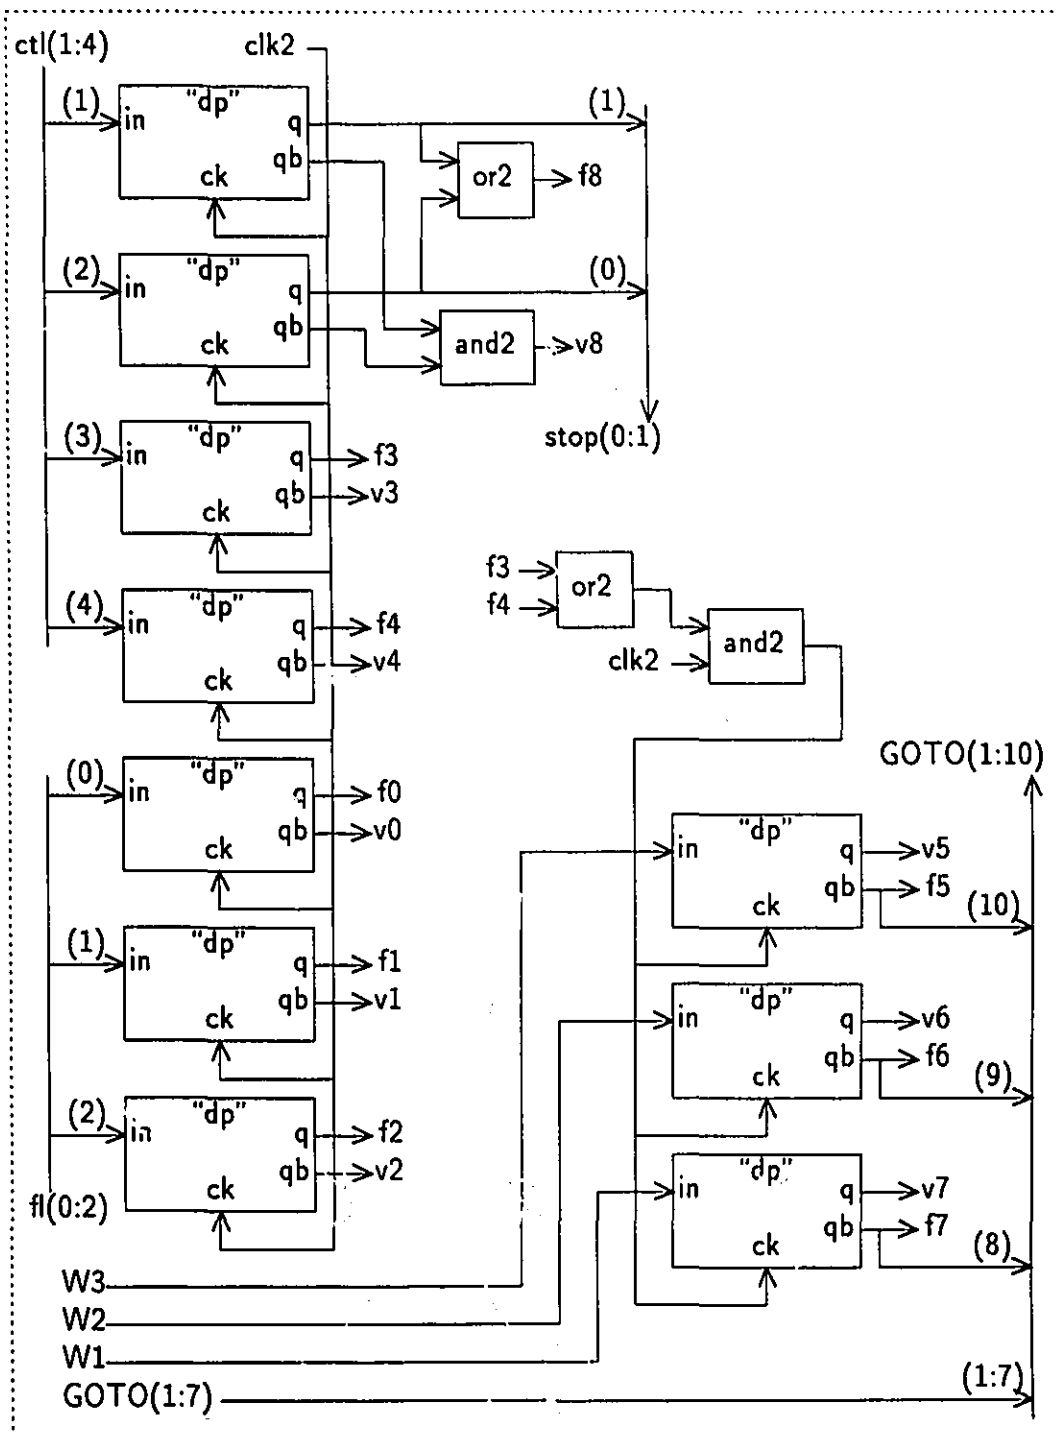 ctl(1:4)
clk2
(1)
in
"dp"
q
qb
ck
(1)
or2
f8
(2)
in
"dp"
q
qb
ck
(0)
and2
v8
stop(0:1)
(3)
in
"dp"
q
qb
ck
f3
v3
(4)
in
"dp"
q
qb
ck
f4
v4
f3
f4
or2
clk2
and2
(0)
in
"dp"
q
qb
ck
f0
v0
GOTO(1:10)
in
"dp"
q
qb
ck
v5
f5
(10)
(1)
in
"dp"
q
qb
ck
f1
v1
in
"dp"
q
qb
ck
v6
f6
(9)
(2)
in
"dp"
q
qb
ck
f2
v2
fl(0:2)
in
"dp"
q
qb
ck
v7
f7
(8)
W3
W2
W1
GOTO(1:7)
(1:7)